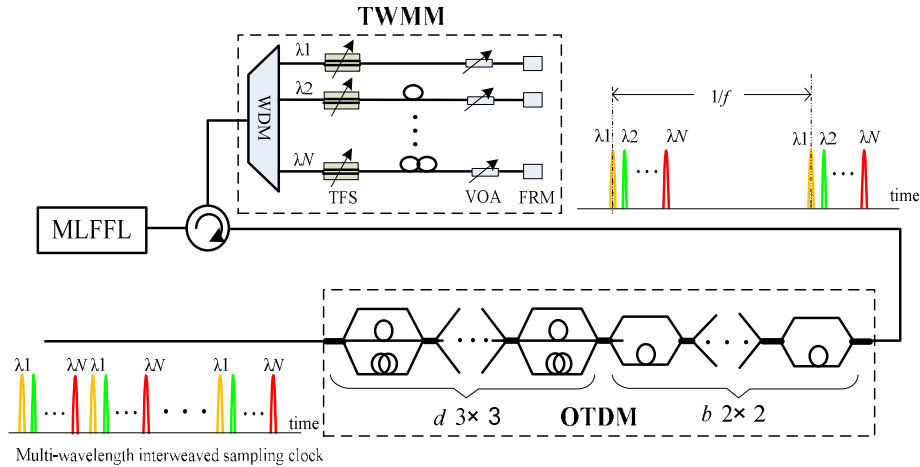 TWMM
WDM
λ1
λ2
λN
TFS
VOA
FRM
1/f
λ1 λ2 λN λ1 λ2 λN
time
MLFFL
d 3×3
OTDM
b 2×2
λ1 λN λ1 λN λ1 λN
time
Multi-wavelength interweaved sampling clock